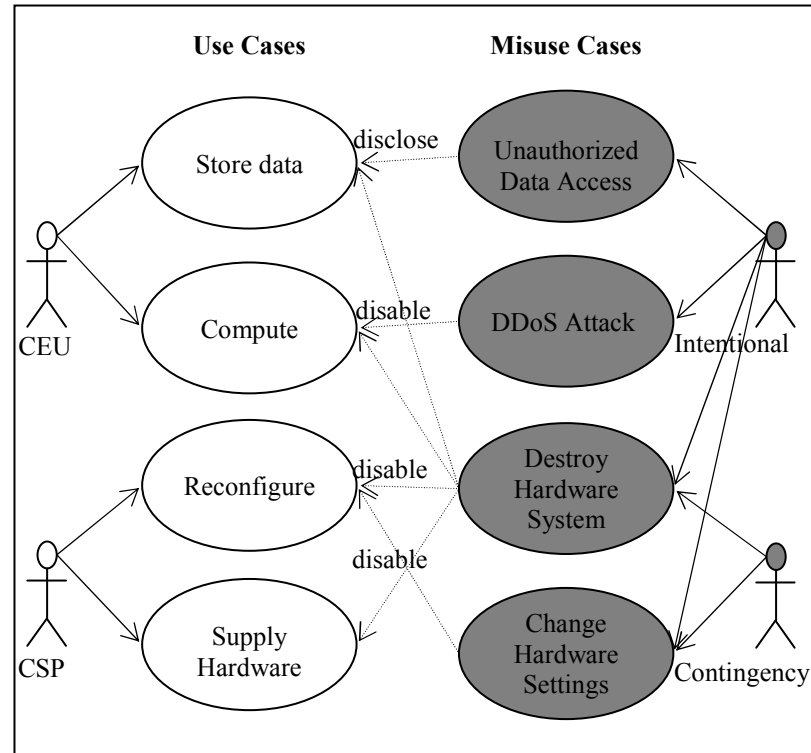 Use Cases
Misuse Cases
disclose
Store data
Unauthorized
Data Access
disable
Compute
DDoS Attack
CEU
Intentional
disable
Reconfigure
Destroy
Hardware
System
disable
Supply
Hardware
Change
Hardware
Settings
CSP
Contingency